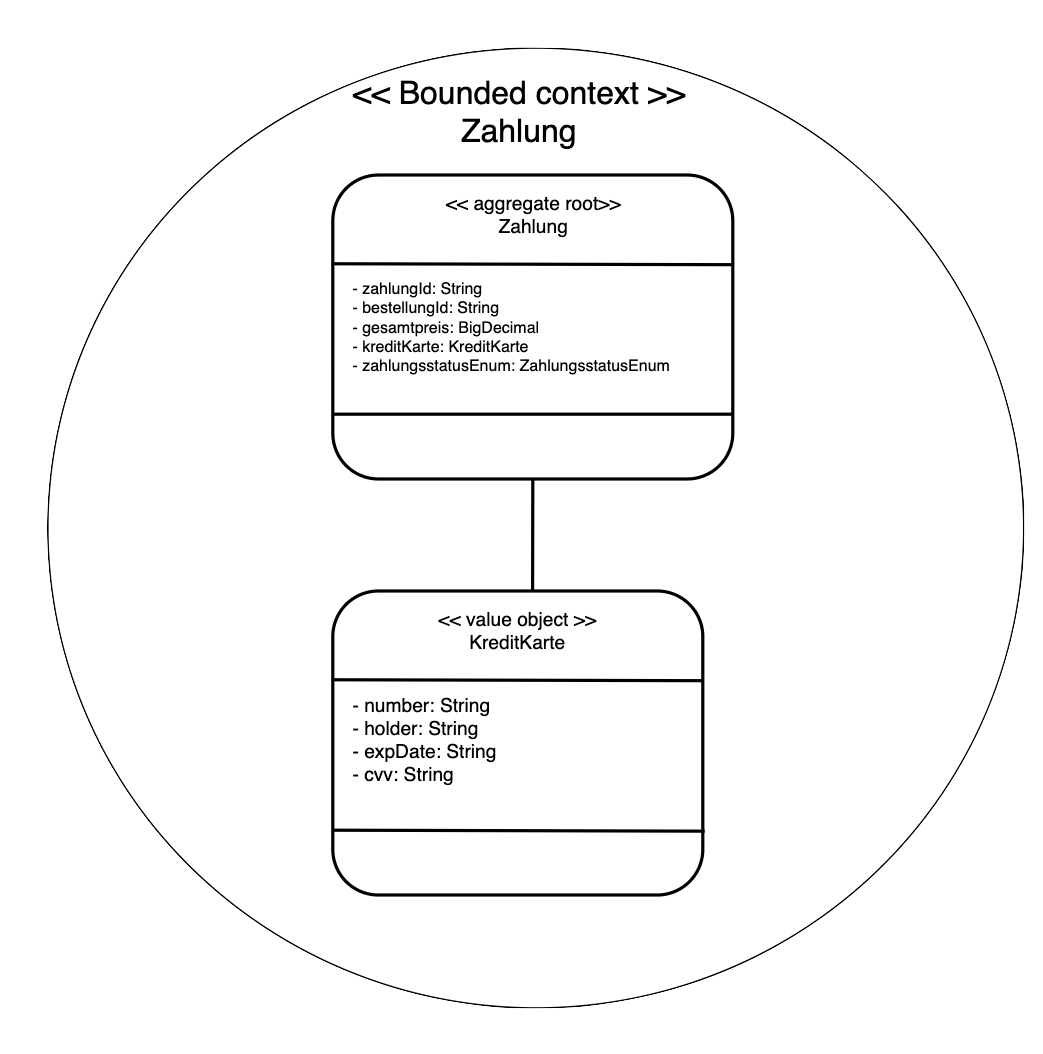 << Bounded context >>
Zahlung
<< aggregate root>>
Zahlung
- zahlungId: String
- bestellungId: String
- gesamtpreis: BigDecimal
- kreditKarte: KreditKarte
- zahlungsstatusEnum: ZahlungsstatusEnum
<< value object >>
KreditKarte
- number: String
- holder: String
- expDate: String
- cvv: String